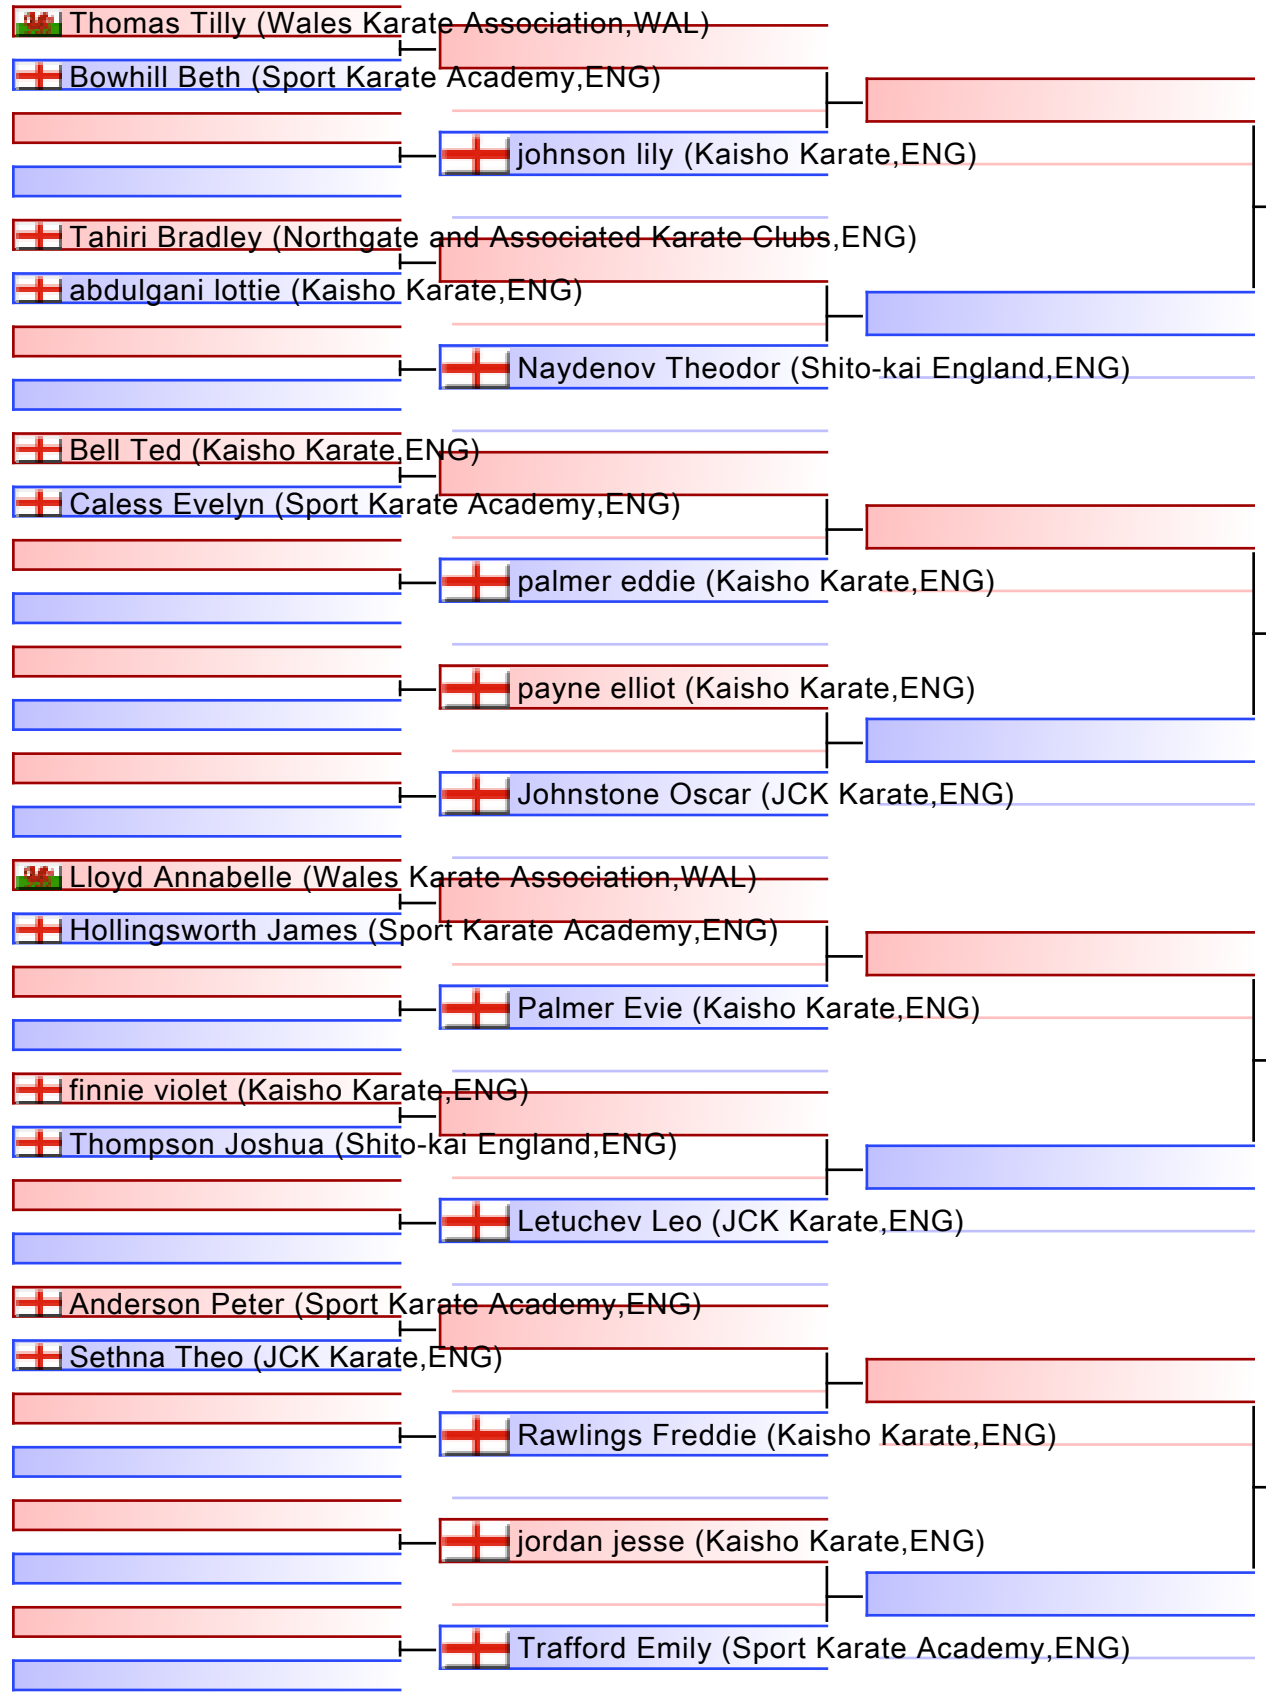 Thomas Tilly (Wales Karate Association,WAL)
Bowhill Beth (Sport Karate Academy,ENG)
johnson lily (Kaisho Karate,ENG)
Tahiri Bradley (Northgate and Associated Karate Clubs,ENG)
abdulgani lottie (Kaisho Karate,ENG)
Naydenov Theodor (Shito-kai England,ENG)
Bell Ted (Kaisho Karate,ENG)
Caless Evelyn (Sport Karate Academy,ENG)
palmer eddie (Kaisho Karate,ENG)
payne elliot (Kaisho Karate,ENG)
Johnstone Oscar (JCK Karate,ENG)
Lloyd Annabelle (Wales Karate Association,WAL)
Hollingsworth James (Sport Karate Academy,ENG)
Palmer Evie (Kaisho Karate,ENG)
finnie violet (Kaisho Karate,ENG)
Thompson Joshua (Shito-kai England,ENG)
Letuchev Leo (JCK Karate,ENG)
Anderson Peter (Sport Karate Academy,ENG)
Sethna Theo (JCK Karate,ENG)
Rawlings Freddie (Kaisho Karate,ENG)
jordan jesse (Kaisho Karate,ENG)
Trafford Emily (Sport Karate Academy,ENG)